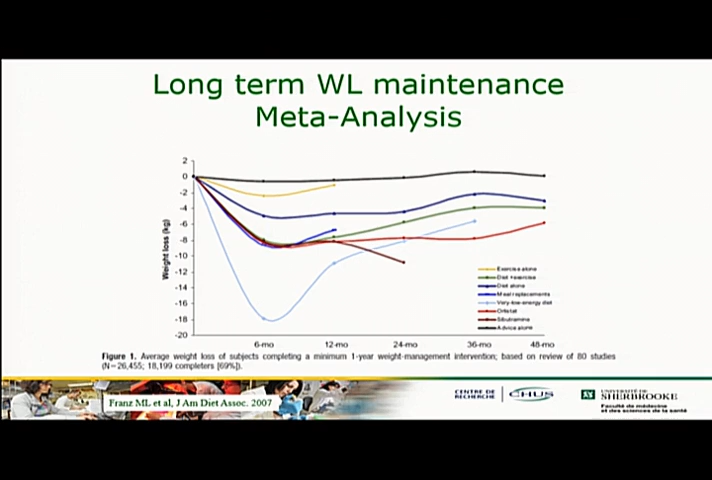 Long term WL maintenance
Meta-Analysis
2
0
-2
-4
-6
-8
-10
-12
-14
-16
-18
-20
Weight loss (kg)
Exercise alone
Diet +exercise
Diet alone
Meal replacements
Very-low-energy diet
Orlistat
Sibutramine
Advice alone
6-mo 12-mo 24-mo 36-mo 48-mo
Figure 1. Average weight loss of subjects completing a minimum 1-year weight-management intervention; based on review of 80 studies
(N=26,455; 18,199 completers [69%]).
Franz ML et al, J Am Diet Assoc. 2007
CENTRE DE
RECHERCHE
CHUS
UNIVERSITÉ DE
SHERBROOKE
Faculté de médecine
et des sciences de la santé